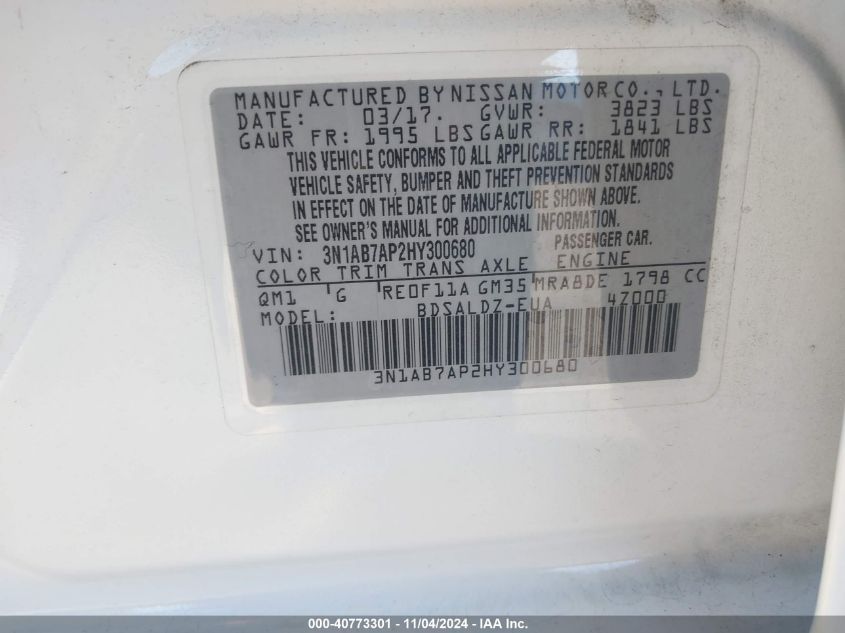 MANUFACTURED BY NISSAN MOTOR CO., LTD.
DATE: 03/17. GVWR: 3823 LBS
GAWR FR: 1995 LBS GAWR RR: 1841 LBS
THIS VEHICLE CONFORMS TO ALL APPLICABLE FEDERAL MOTOR
VEHICLE SAFETY, BUMPER AND THEFT PREVENTION STANDARDS
IN EFFECT ON THE DATE OF MANUFACTURE SHOWN ABOVE.
SEE OWNER'S MANUAL FOR ADDITIONAL INFORMATION.
VIN: 3N1AB7AP2HY300680 PASSENGER CAR.
COLOR TRIM TRANS AXLE ENGINE
QM1 G RE0F11A GM35 MRA8DE 1798 CC
MODEL: BDSALDZ-EUA 4Z000
3N1AB7AP2HY300680
000-40773301 - 11/04/2024 - IAA Inc.